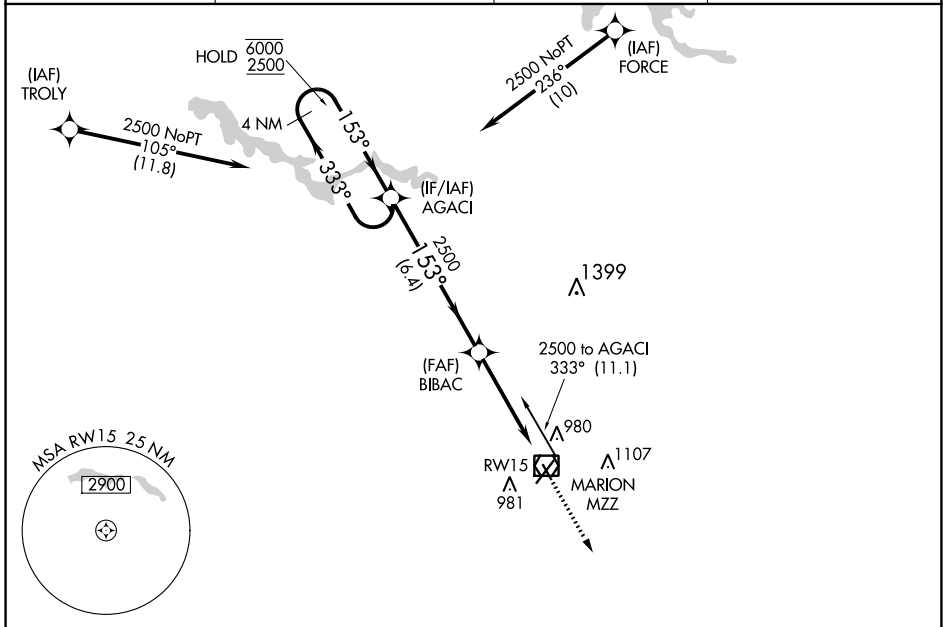 HOLD 6000
2500
(IAF)
FORCE
2500 NoPT
236°
(10)
(IAF)
TROLY
2500 NoPT
105°
(11.8)
4 NM
153°
333°
(IF/IAF)
AGACI
2500
153°
(6.4)
1399
(FAF)
BIBAC
2500 to AGACI
333° (11.1)
980
RW15
1107
981
MARION
MZZ
MSA RW15 25 NM
2900